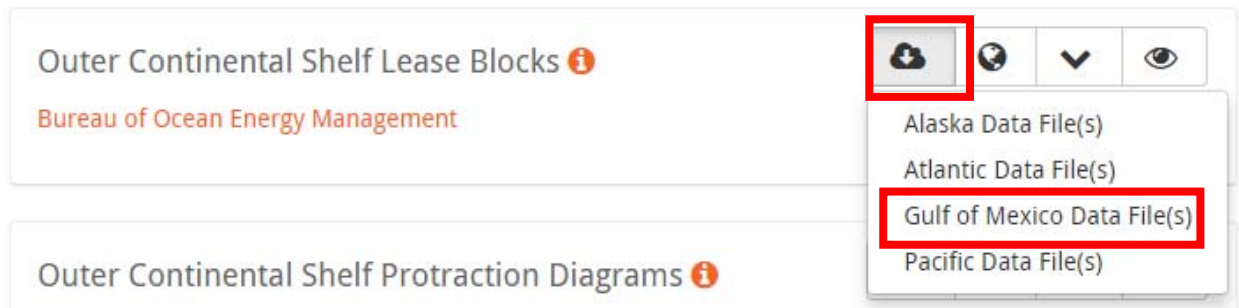 Outer Continental Shelf Lease Blocks
Bureau of Ocean Energy Management
Alaska Data File(s)
Atlantic Data File(s)
Gulf of Mexico Data File(s)
Pacific Data File(s)
Outer Continental Shelf Protraction Diagrams